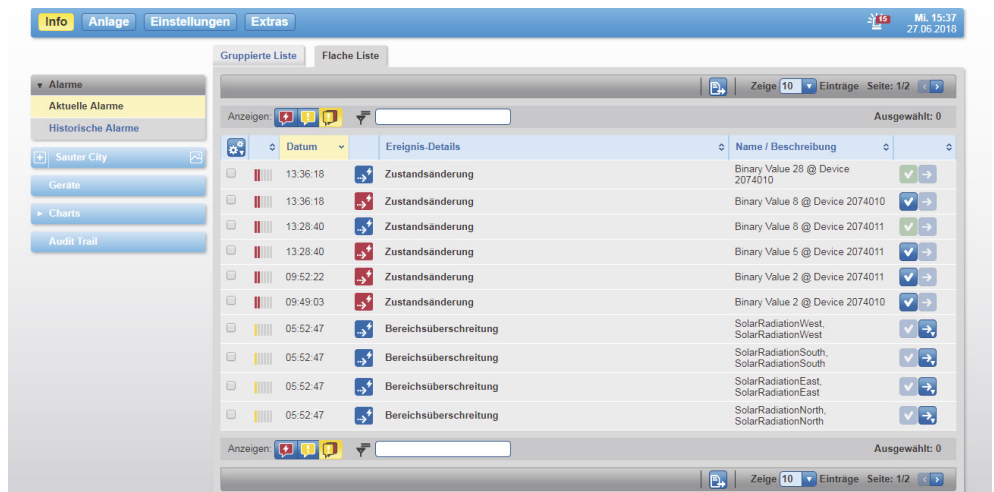 Info Anlage Einstellungen Extras 15 Mi. 15:37
27.06.2018
Gruppierte Liste Flache Liste
Alarme
Aktuelle Alarme
Historische Alarme
Sauter City
Geräte
Charts
Audit Trail
Zeige 10 Einträge Seite: 1/2
Anzeigen: Ausgewählt: 0
Datum Ereignis-Details Name / Beschreibung
13:36:18 Zustandsänderung Binary Value 28 @ Device
2074010
13:36:18 Zustandsänderung Binary Value 8 @ Device 2074010
13:28:40 Zustandsänderung Binary Value 8 @ Device 2074011
13:28:40 Zustandsänderung Binary Value 5 @ Device 2074011
09:52:22 Zustandsänderung Binary Value 2 @ Device 2074011
09:49:03 Zustandsänderung Binary Value 2 @ Device 2074010
05:52:47 Bereichsüberschreitung SolarRadiationWest,
SolarRadiationWest
05:52:47 Bereichsüberschreitung SolarRadiationSouth,
SolarRadiationSouth
05:52:47 Bereichsüberschreitung SolarRadiationEast,
SolarRadiationEast
05:52:47 Bereichsüberschreitung SolarRadiationNorth,
SolarRadiationNorth
Anzeigen: Ausgewählt: 0
Zeige 10 Einträge Seite: 1/2